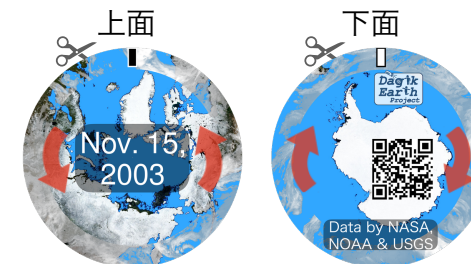 上面
下面
Nov. 15,
2003
Dagik
Earth
Project
Data by NASA,
NOAA & USGS